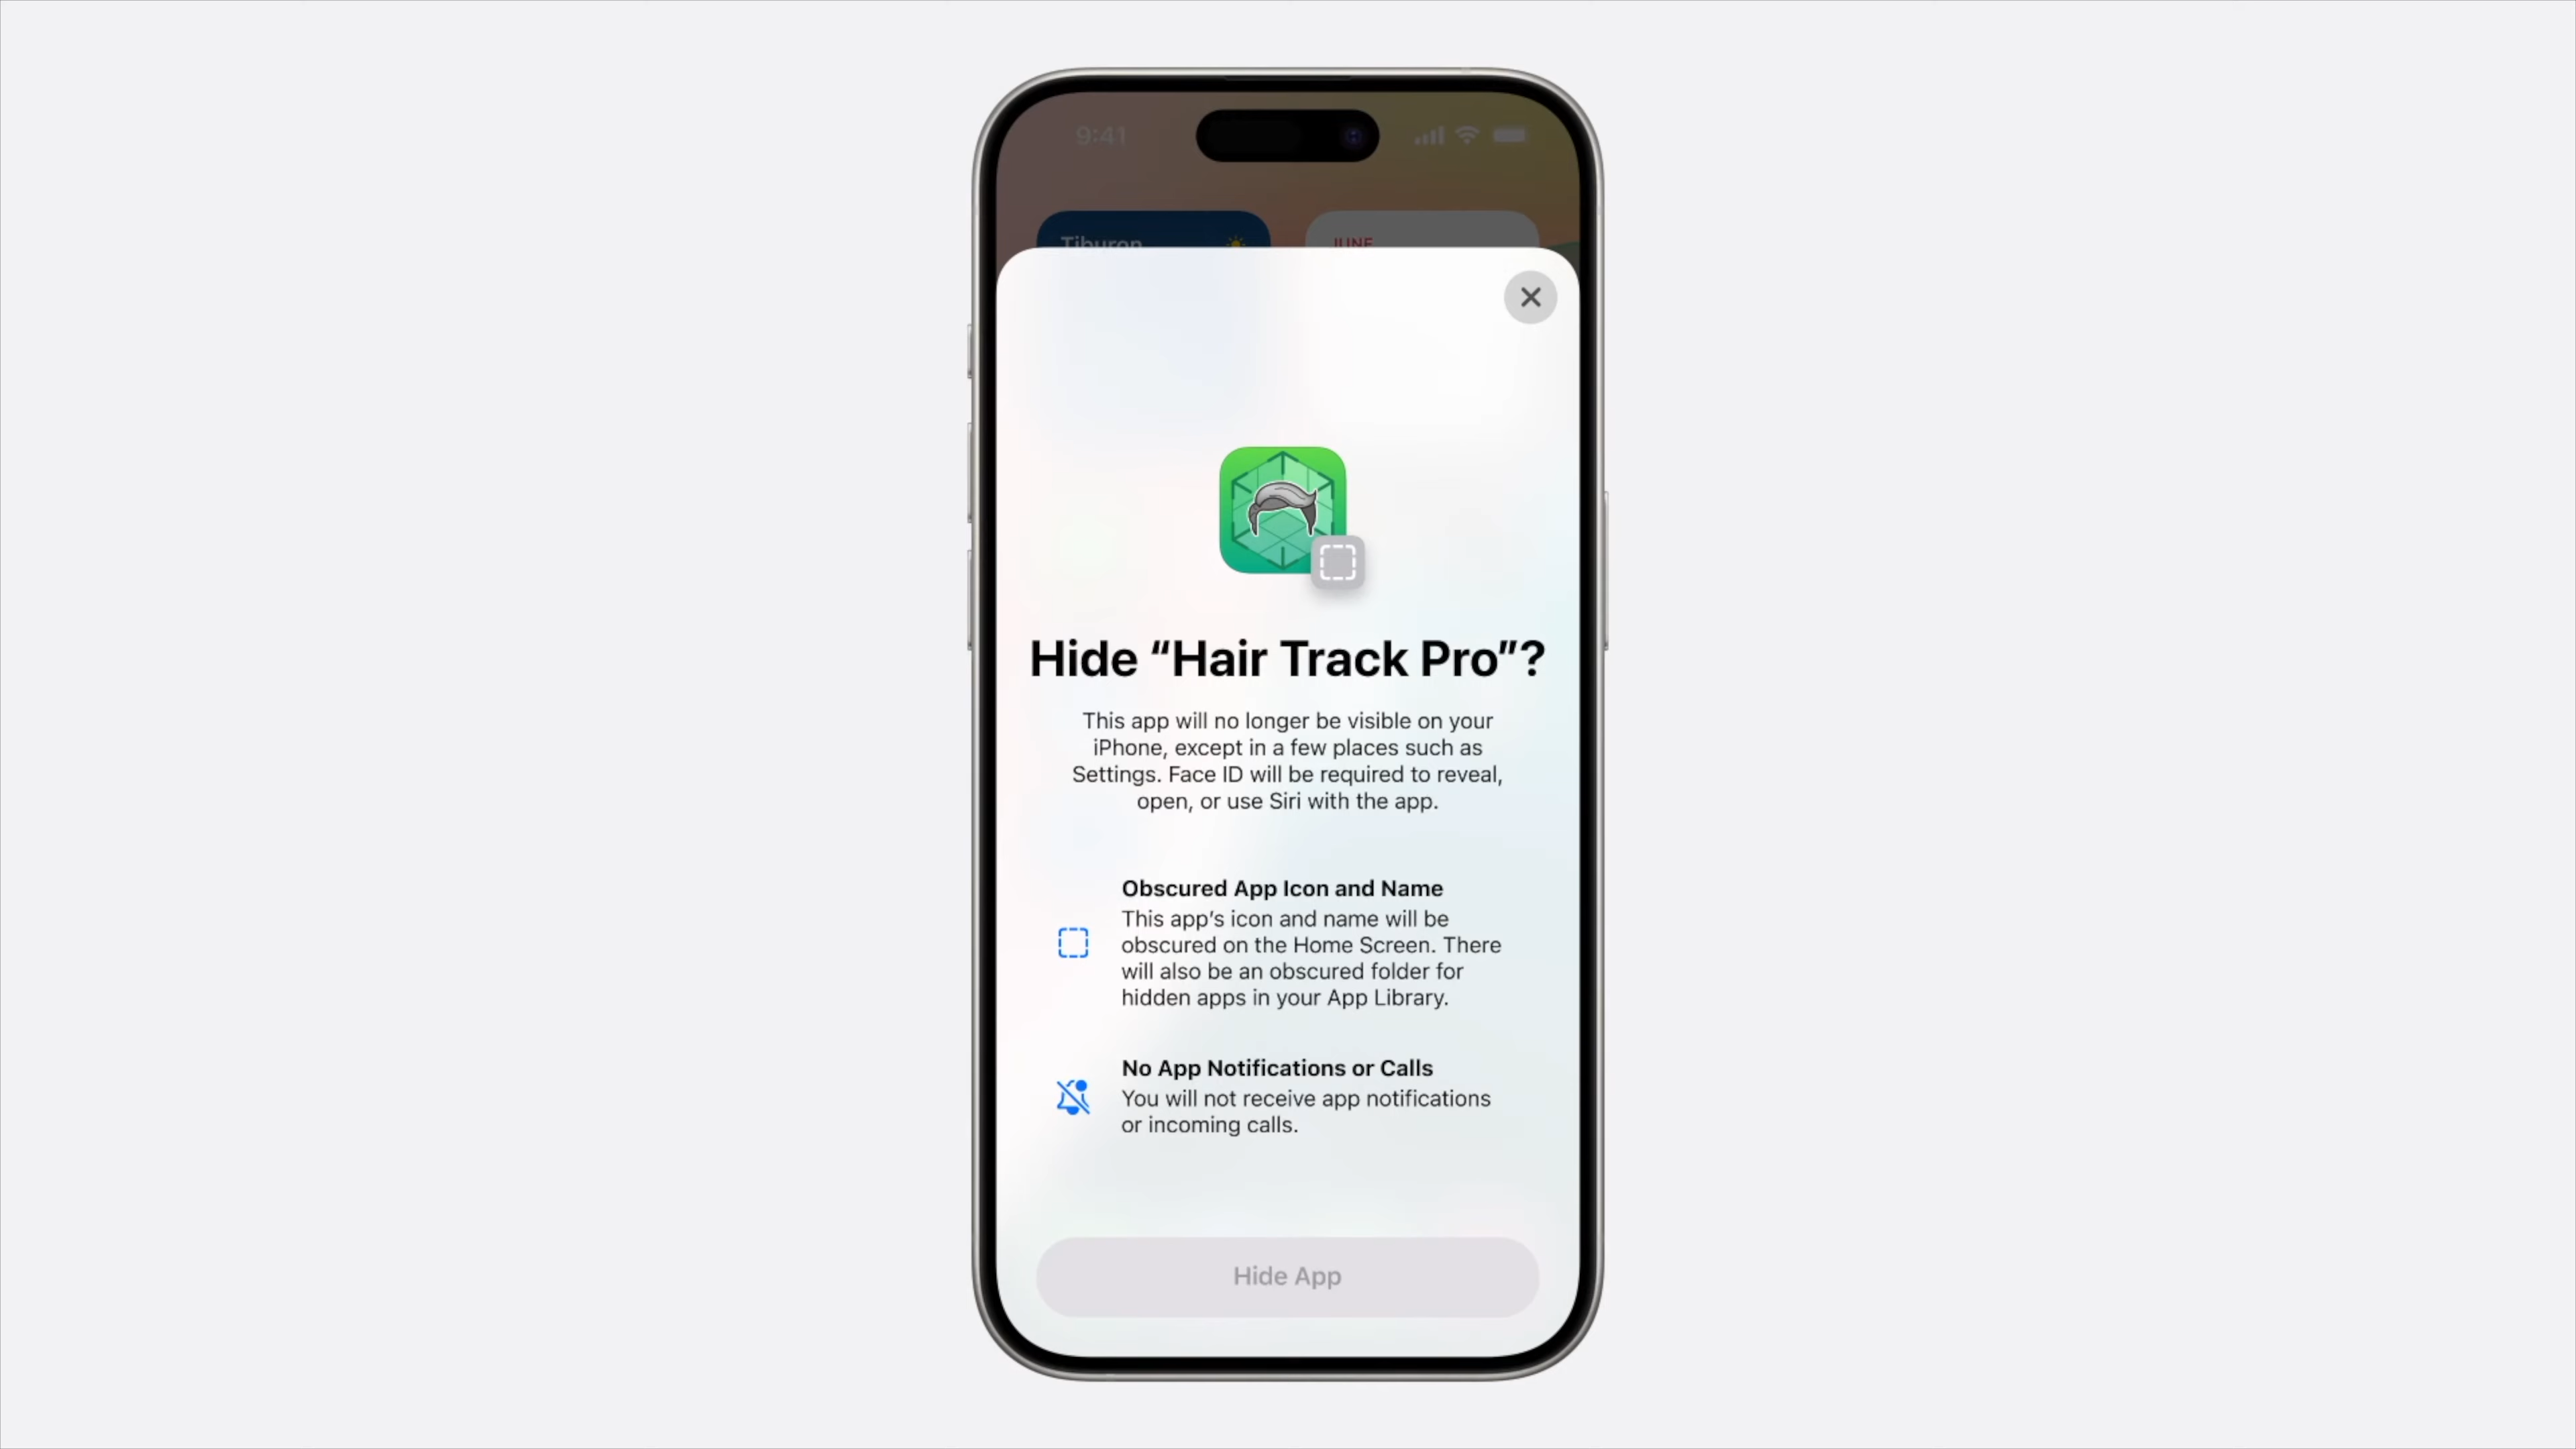 9:41
Tiburon
JUNE
Hide “Hair Track Pro”?
This app will no longer be visible on your
iPhone, except in a few places such as
Settings. Face ID will be required to reveal,
open, or use Siri with the app.
Obscured App Icon and Name
This app’s icon and name will be
obscured on the Home Screen. There
will also be an obscured folder for
hidden apps in your App Library.
No App Notifications or Calls
You will not receive app notifications
or incoming calls.
Hide App